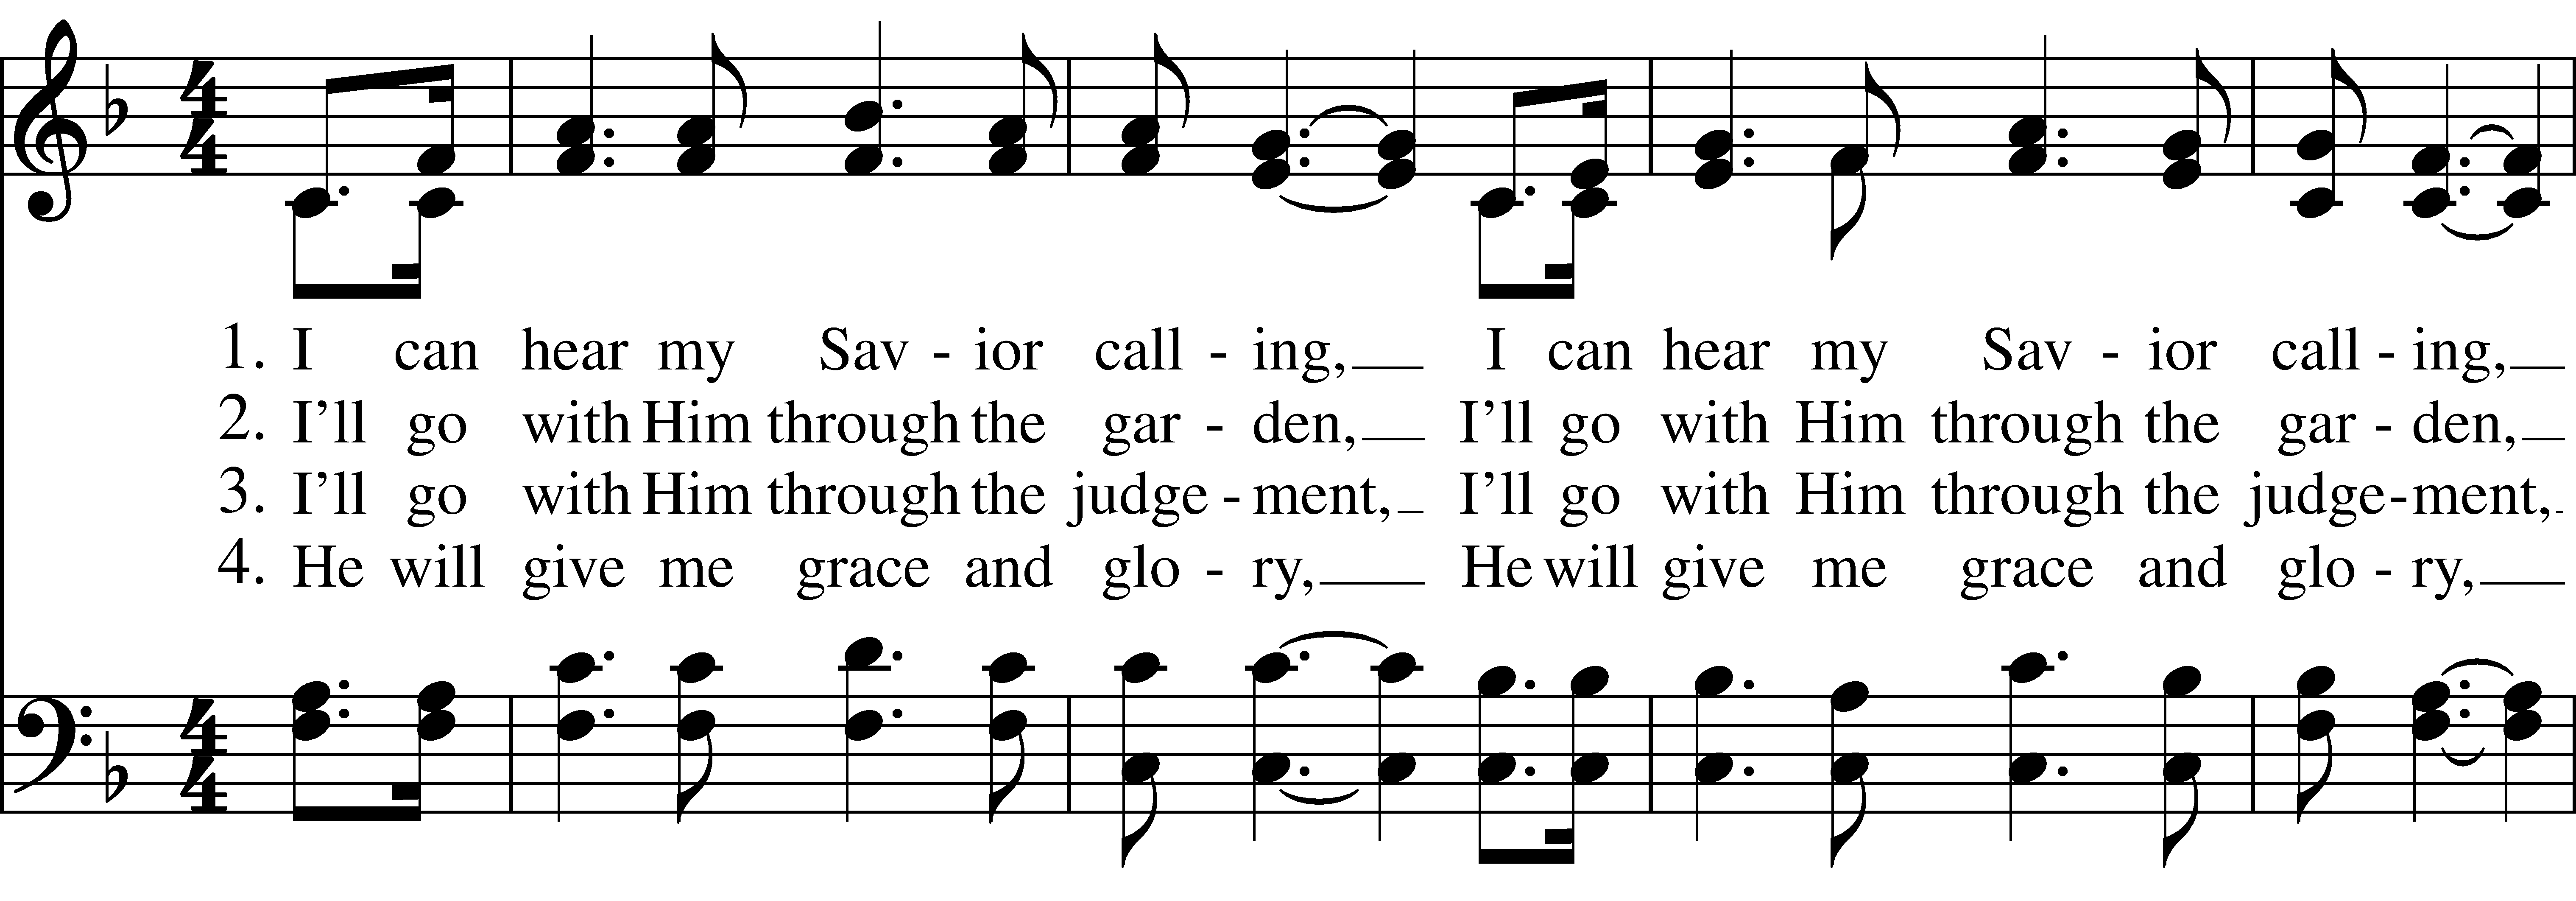 1. I can hear my Sav - ior call - ing, I can hear my Sav - ior call - ing,
2. I'll go with Him through the gar - den, I'll go with Him through the gar - den,
3. I'll go with Him through the judge - ment, I'll go with Him through the judge - ment,
4. He will give me grace and glo - ry, He will give me grace and glo - ry,